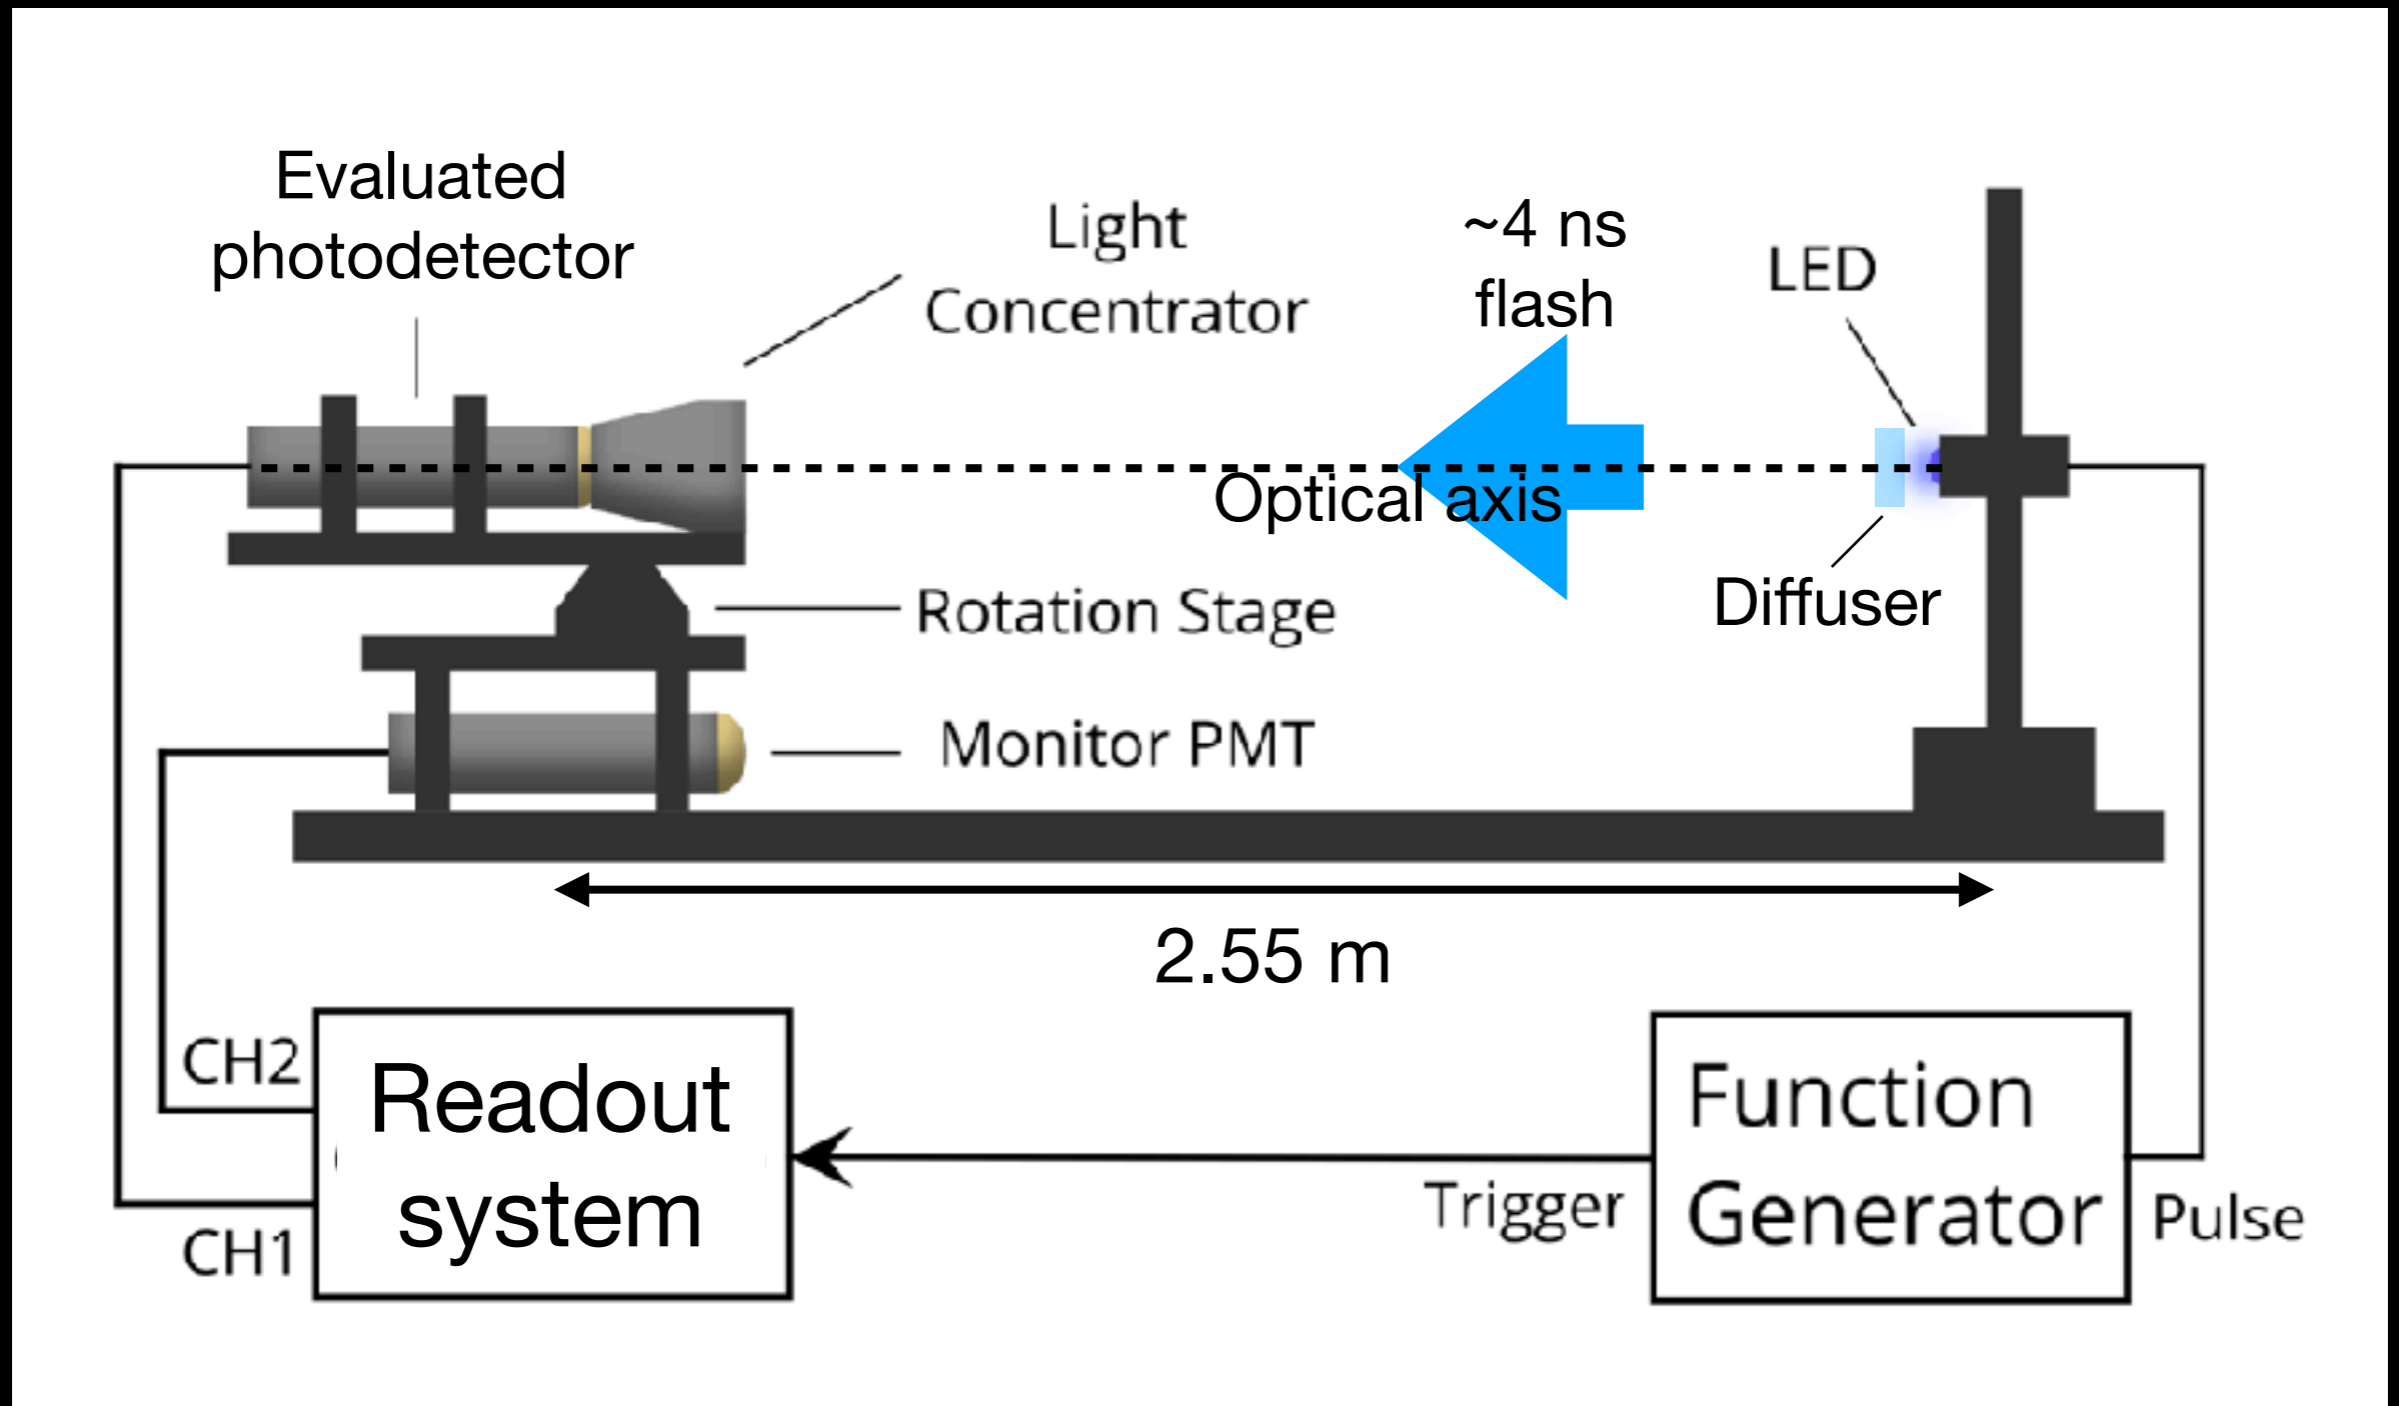 Evaluated
photodetector
Light
Concentrator
~4 ns
flash
LED
Optical axis
Diffuser
Rotation Stage
Monitor PMT
2.55 m
CH2
Readout
system
CH1
Trigger
Function
Generator
Pulse